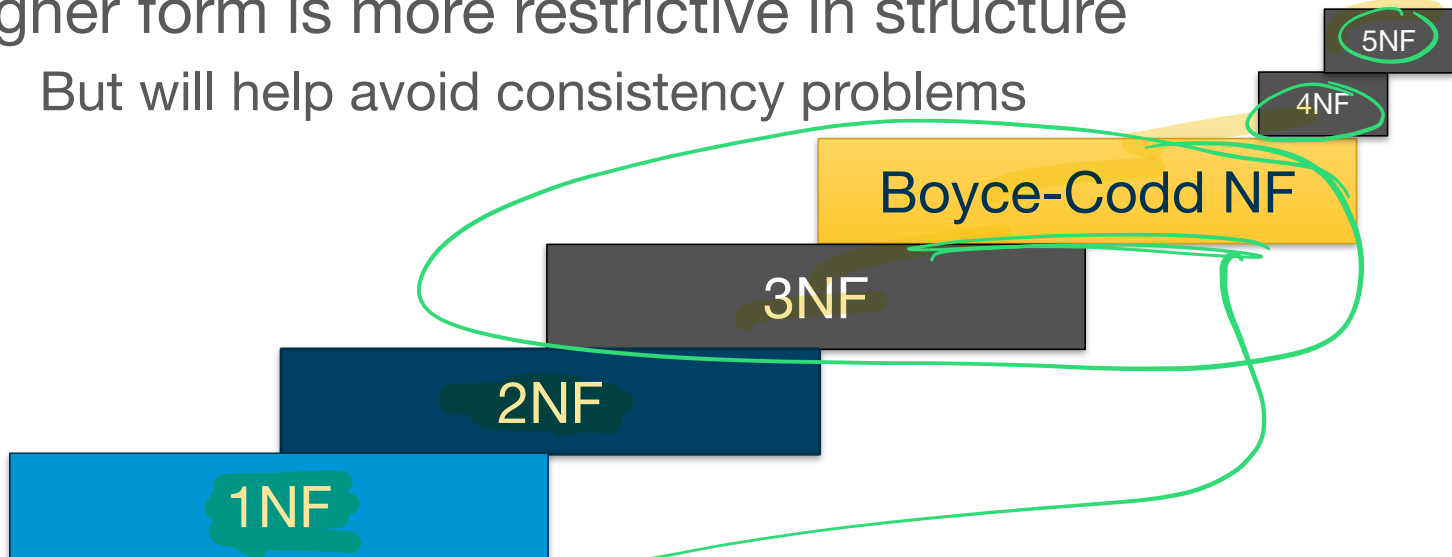 gher form is more restrictive in structure
But will help avoid consistency problems
5NF
4NF
Boyce-Codd NF
3NF
2NF
1NF